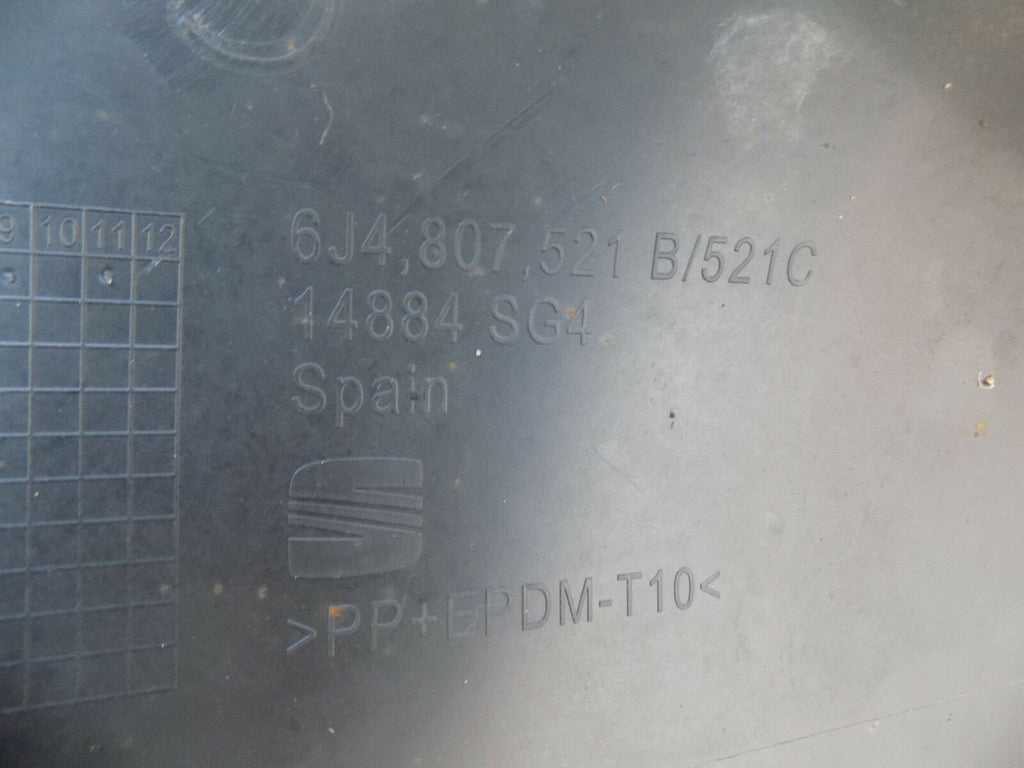 9 10 11 12
6J4,807,521 B/521C
14884 SG4
Spain
>PP+EPDM-T10<